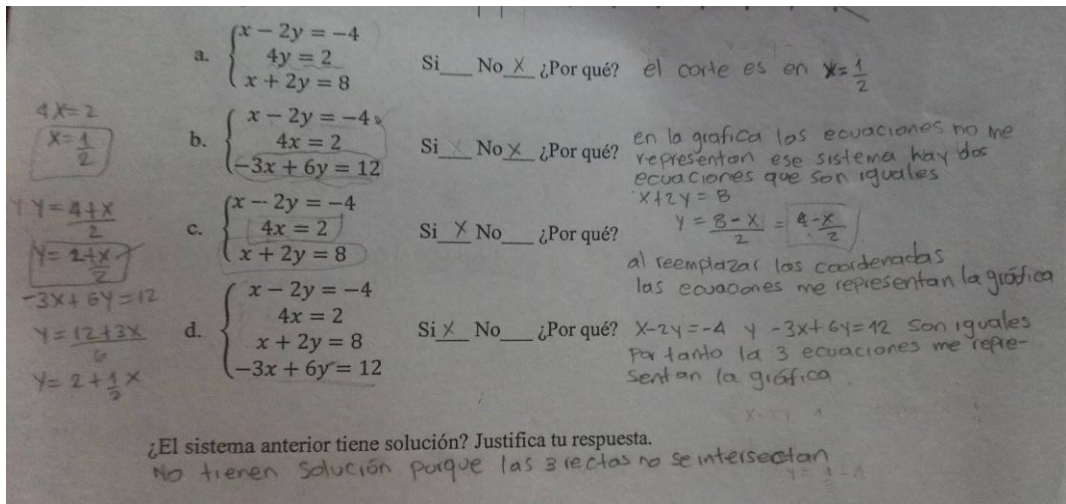 a. x − 2y = −4
4y = 2
x + 2y = 8
Si___ No_X_ ¿Por qué? el corte es en x = 1/2
4x = 2
x = 1/2
b. x − 2y = −4
4x = 2
−3x + 6y = 12
Si_X_ No_X_ ¿Por qué? en la grafica las ecuaciones no me
representan ese sistema hay dos
ecuaciones que son iguales
y = 4+x/2
y = 2+x/2
c. x − 2y = −4
4x = 2
x + 2y = 8
Si_X_ No___ ¿Por qué?
x+2y = 8
y = 8−x/2 = 4−x/2
al reemplazar las coordenadas
las ecuaciones me representan la gráfica
−3x + 6y = 12
y = 12+3x/6
y = 2 + 1/2 x
d. x − 2y = −4
4x = 2
x + 2y = 8
−3x + 6y = 12
Si_X_ No___ ¿Por qué? x−2y = −4 y −3x+6y = 12 son iguales
por tanto la 3 ecuaciones me repre-
sentan la gráfica
¿El sistema anterior tiene solución? Justifica tu respuesta.
No tienen solución porque las 3 rectas no se intersectan